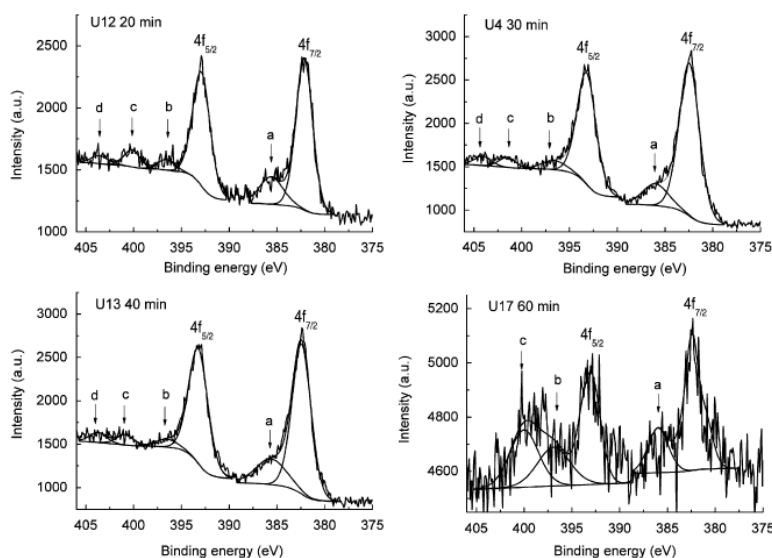 U12 20 min
4f5/2
4f7/2
d
c
b
a
2500
2000
1500
1000
Intensity (a.u.)
405 400 395 390 385 380 375
Binding energy (eV)
U4 30 min
4f5/2
4f7/2
d
c
b
a
3000
2500
2000
1500
1000
Intensity (a.u.)
405 400 395 390 385 380 375
Binding energy (eV)
U13 40 min
4f5/2
4f7/2
d
c
b
a
3000
2500
2000
1500
1000
Intensity (a.u.)
405 400 395 390 385 380 375
Binding energy (eV)
U17 60 min
4f5/2
4f7/2
c
b
a
5200
5000
4800
4600
Intensity (a.u.)
405 400 395 390 385 380 375
Binding energy (eV)